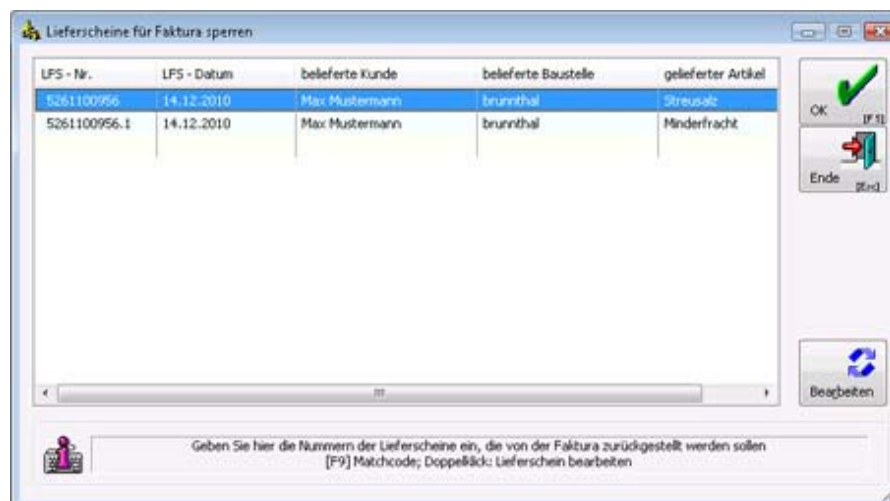 Lieferscheine für Faktura sperren
LFS - Nr. LFS - Datum belieferte Kunde belieferte Baustelle gelieferter Artikel
5261100956 14.12.2010 Max Mustermann brunnthal Streusalz
5261100956.1 14.12.2010 Max Mustermann brunnthal Minderfracht
OK
Ende
Bearbeiten
Geben Sie hier die Nummern der Lieferscheine ein, die von der Faktura zurückgestellt werden sollen
[F9] Matchcode; Doppelklick: Lieferschein bearbeiten